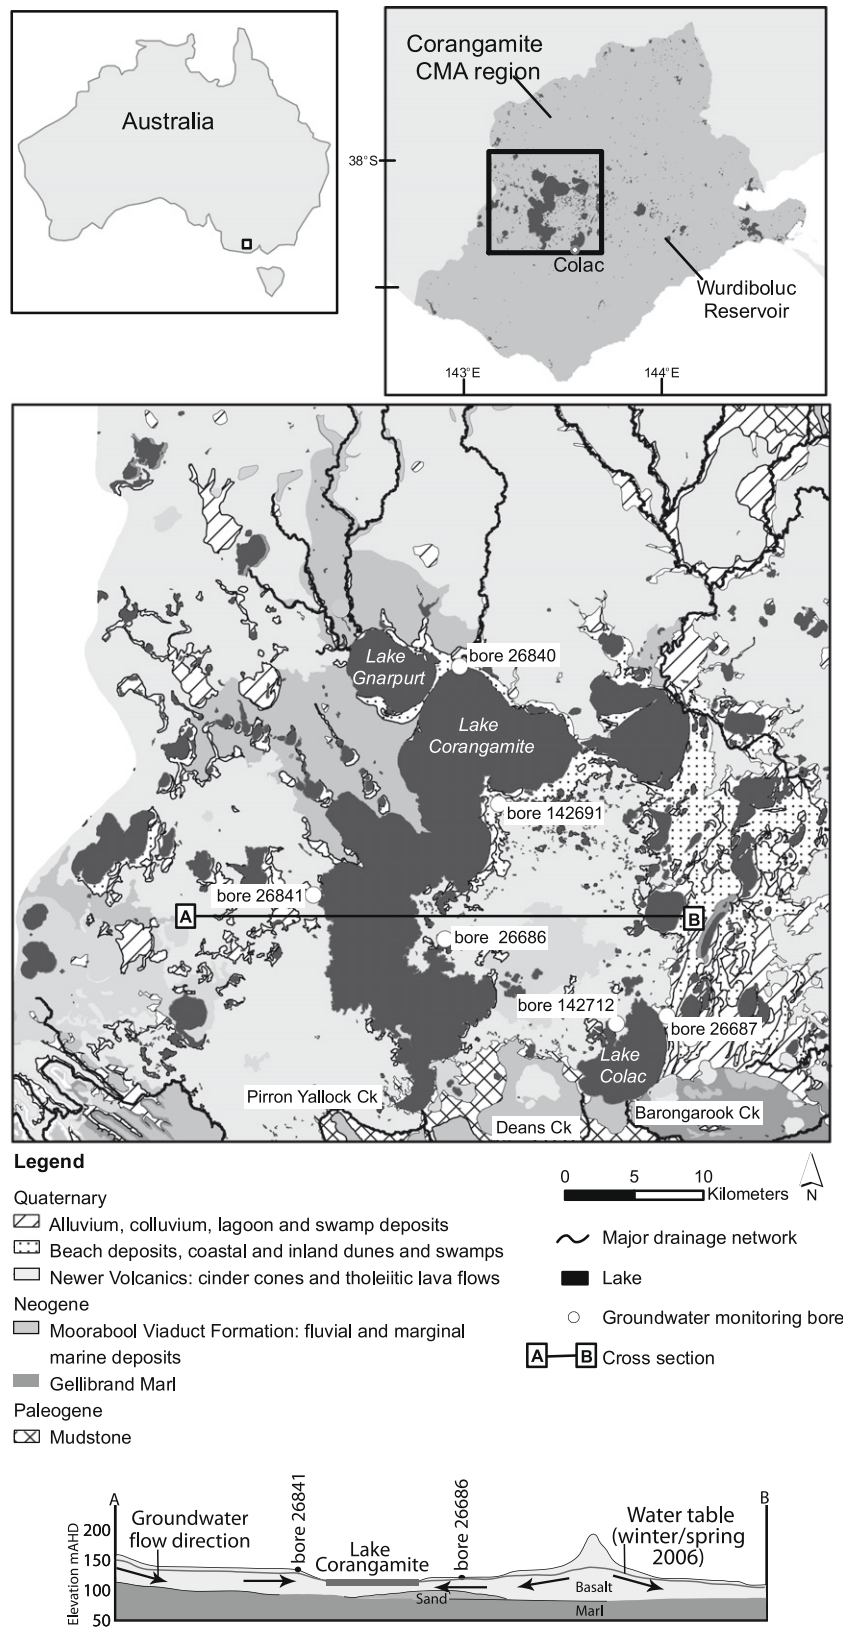 Australia
Corangamite
CMA region
38°S
Colac
Wurdiboluc
Reservoir
143°E
144°E
Lake
Gnarpurt
bore 26840
Lake
Corangamite
bore 142691
bore 26841
A
B
bore 26686
bore 142712
bore 26687
Lake
Colac
Pirron Yallock Ck
Barongarook Ck
Deans Ck
Legend
Quaternary
Alluvium, colluvium, lagoon and swamp deposits
Beach deposits, coastal and inland dunes and swamps
Newer Volcanics: cinder cones and tholeiitic lava flows
Neogene
Moorabool Viaduct Formation: fluvial and marginal
marine deposits
Gellibrand Marl
Paleogene
Mudstone
0 5 10
Kilometers
N
Major drainage network
Lake
Groundwater monitoring bore
A B Cross section
A
B
Elevation mAHD
200
150
100
50
Groundwater
flow direction
bore 26841
Lake
Corangamite
bore 26686
Water table
(winter/spring
2006)
Basalt
Sand
Marl